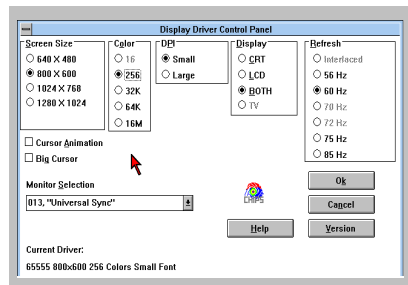 Display Driver Control Panel
Screen Size
640 X 480
800 X 600
1024 X 768
1280 X 1024
Color
16
256
32K
64K
16M
DPI
Small
Large
Display
CRT
LCD
BOTH
TV
Refresh
Interlaced
56 Hz
60 Hz
70 Hz
72 Hz
75 Hz
85 Hz
Cursor Animation
Big Cursor
Monitor Selection
013, "Universal Sync"
CHIPS
Ok
Cancel
Help
Version
Current Driver:
65555 800x600 256 Colors Small Font